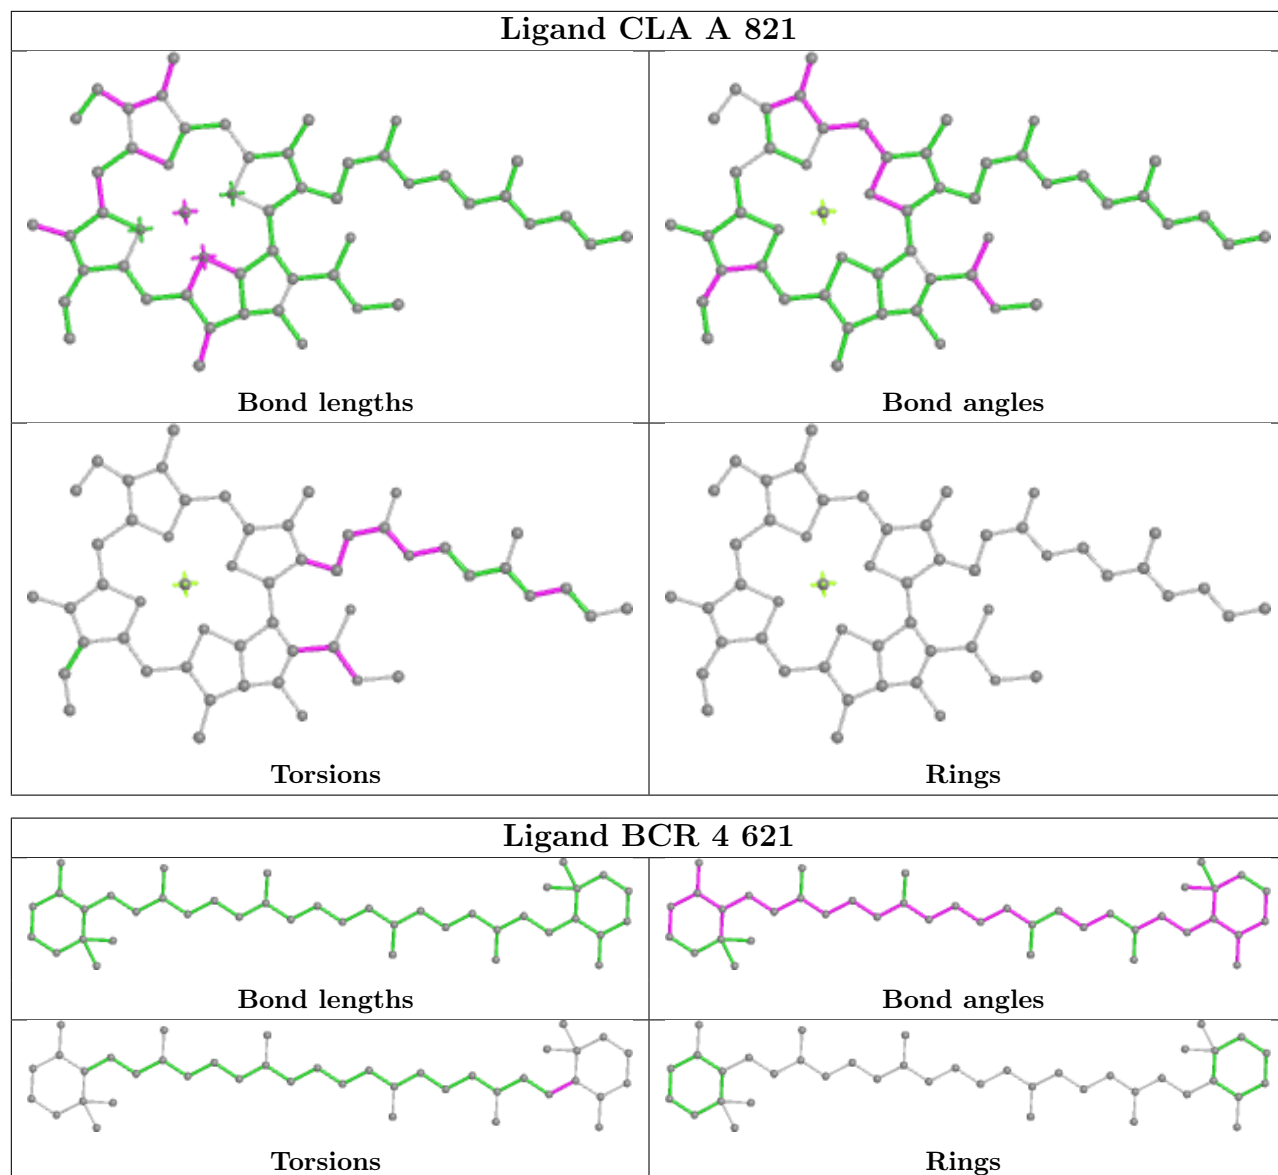 Ligand CLA A 821
Bond lengths
Bond angles
Torsions
Rings
Ligand BCR 4 621
Bond lengths
Bond angles
Torsions
Rings